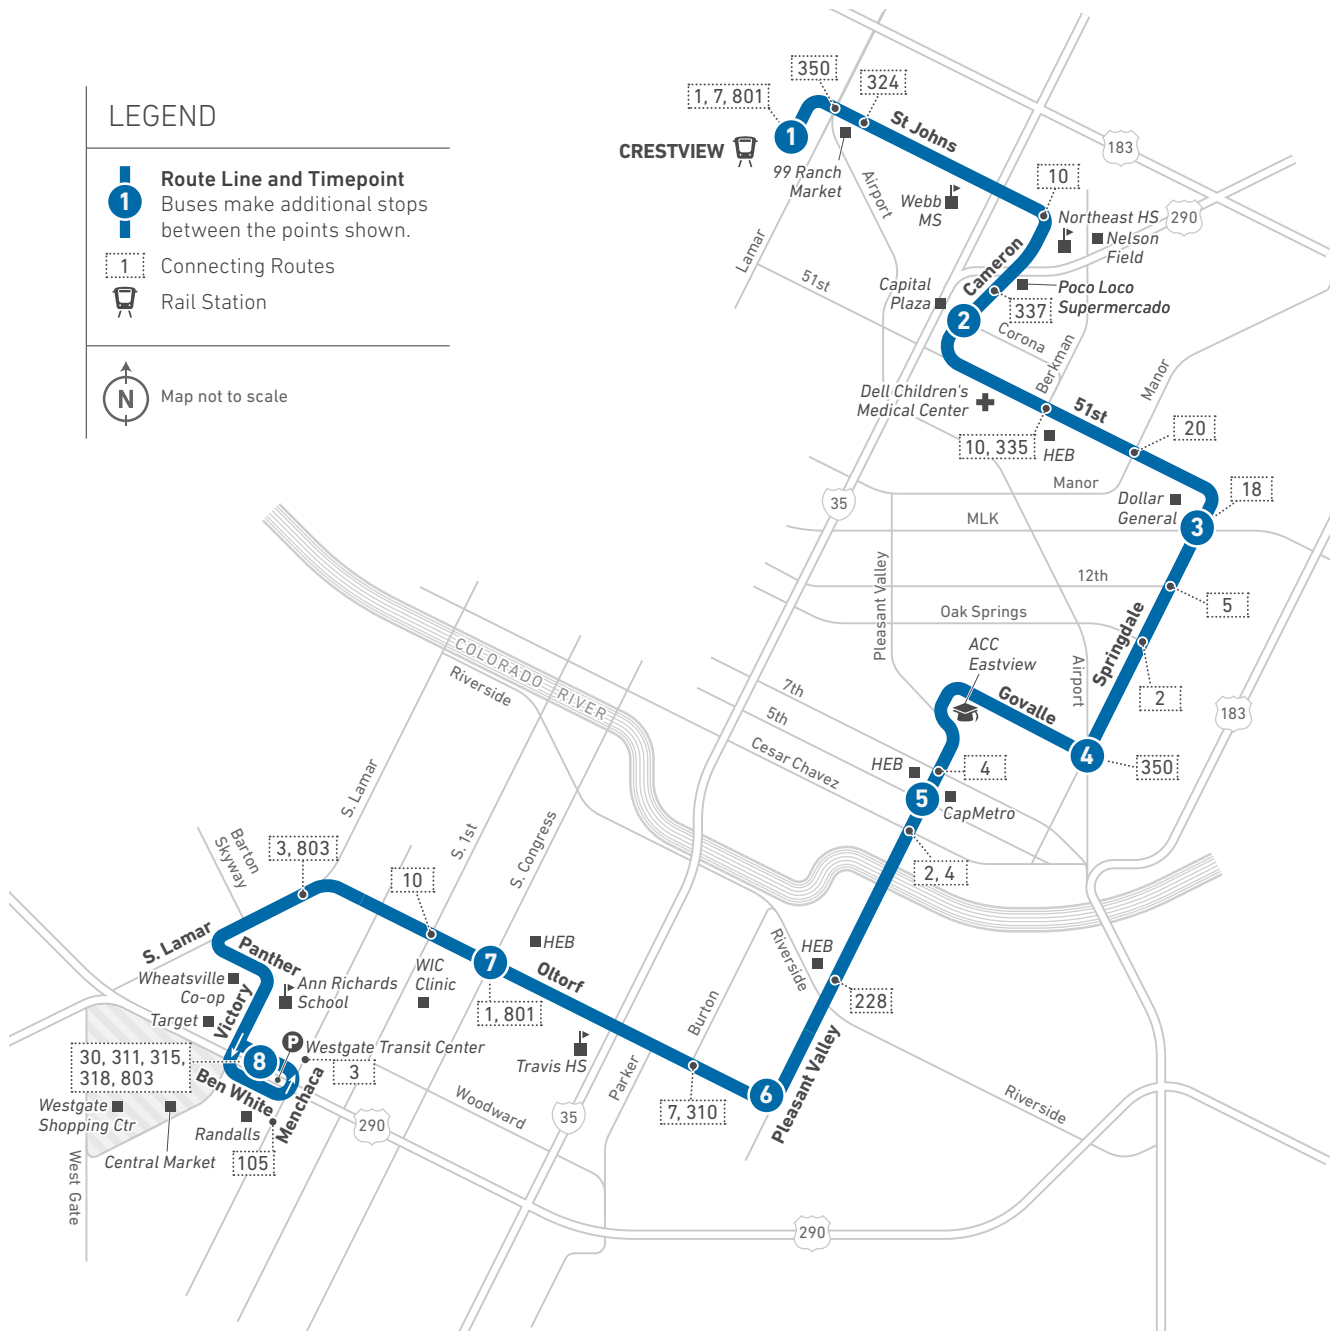 LEGEND
1
Route Line and Timepoint
Buses make additional stops
between the points shown.
1
Connecting Routes
Rail Station
N
Map not to scale
350
324
1, 7, 801
1
CRESTVIEW
St Johns
99 Ranch
Market
Airport
Webb
MS
10
183
Northeast HS
290
Nelson
Field
Lamar
Cameron
51st
Capital
Plaza
Poco Loco
Supermercado
337
2
Corona
Berkman
Manor
Dell Children's
Medical Center
51st
10, 335
HEB
20
Manor
35
Dollar
General
18
MLK
3
Pleasant Valley
12th
5
Oak Springs
Springdale
ACC
Eastview
Airport
2
COLORADO RIVER
Riverside
7th
5th
Cesar Chavez
Govalle
183
4
350
HEB
4
5
CapMetro
S. Lamar
S. 1st
S. Congress
Barton
Skyway
3, 803
10
2, 4
S. Lamar
Panther
Wheatsville
Co-op
Ann Richards
School
WIC
Clinic
7
HEB
Oltorf
1, 801
Riverside
HEB
228
Target
Victory
P
Westgate Transit Center
8
30, 311, 315,
318, 803
3
Travis HS
Burton
Parker
Pleasant Valley
6
7, 310
Ben White
Menchaca
Westgate
Shopping Ctr
Randalls
Central Market
105
290
Woodward
35
Riverside
West Gate
290